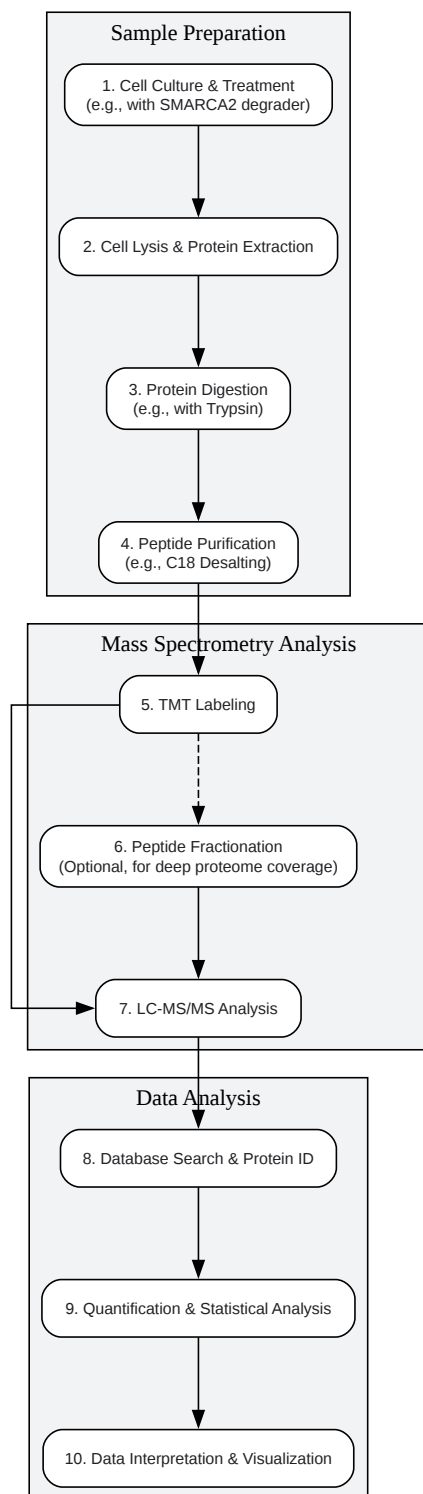 Sample Preparation
1. Cell Culture & Treatment
(e.g., with SMARCA2 degrader)
2. Cell Lysis & Protein Extraction
3. Protein Digestion
(e.g., with Trypsin)
4. Peptide Purification
(e.g., C18 Desalting)
Mass Spectrometry Analysis
5. TMT Labeling
6. Peptide Fractionation
(Optional, for deep proteome coverage)
7. LC-MS/MS Analysis
Data Analysis
8. Database Search & Protein ID
9. Quantification & Statistical Analysis
10. Data Interpretation & Visualization